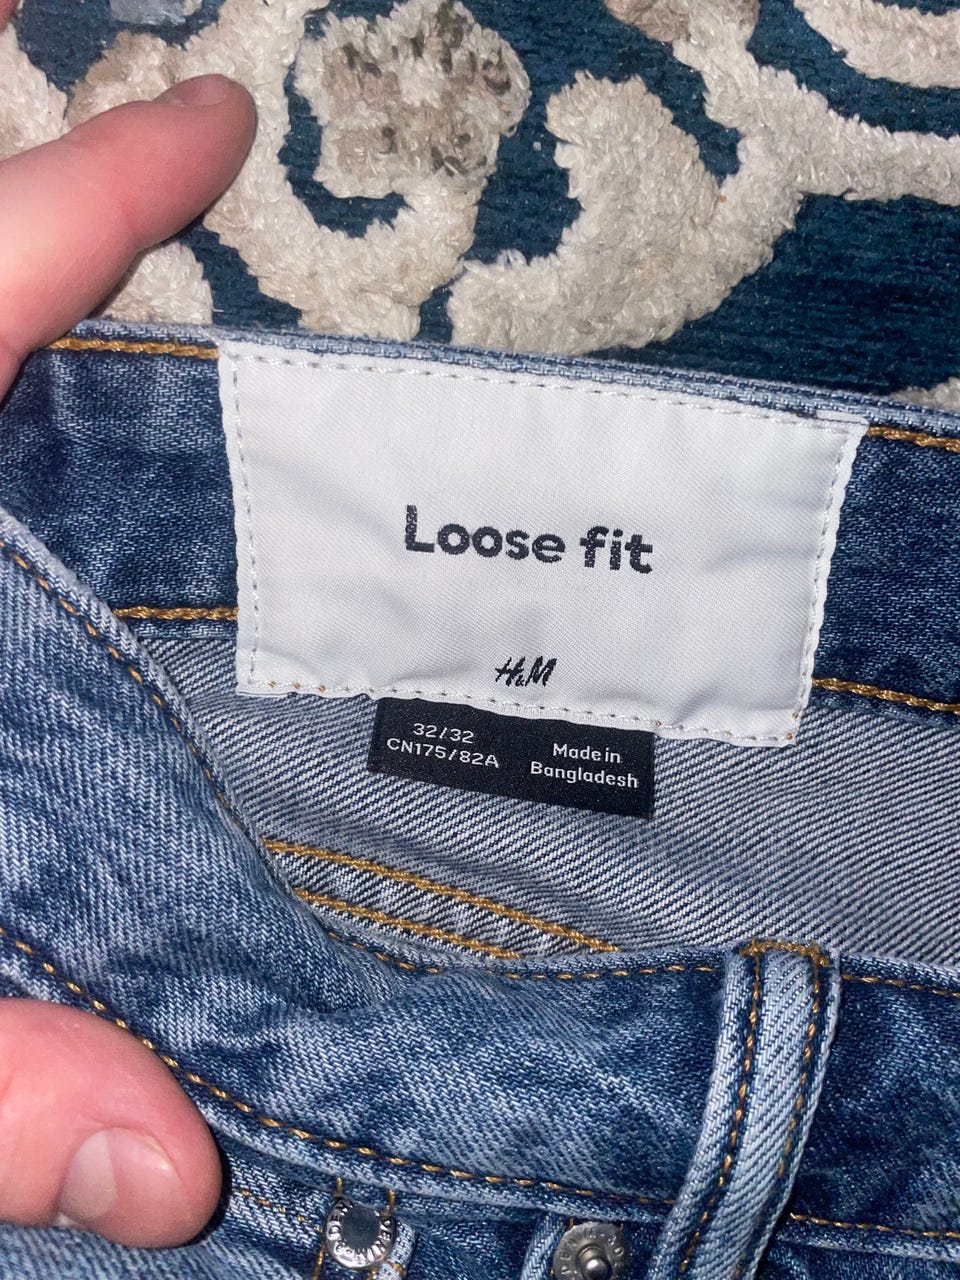 Loose fit
H&M
32/32
CN175/82A
Made in
Bangladesh